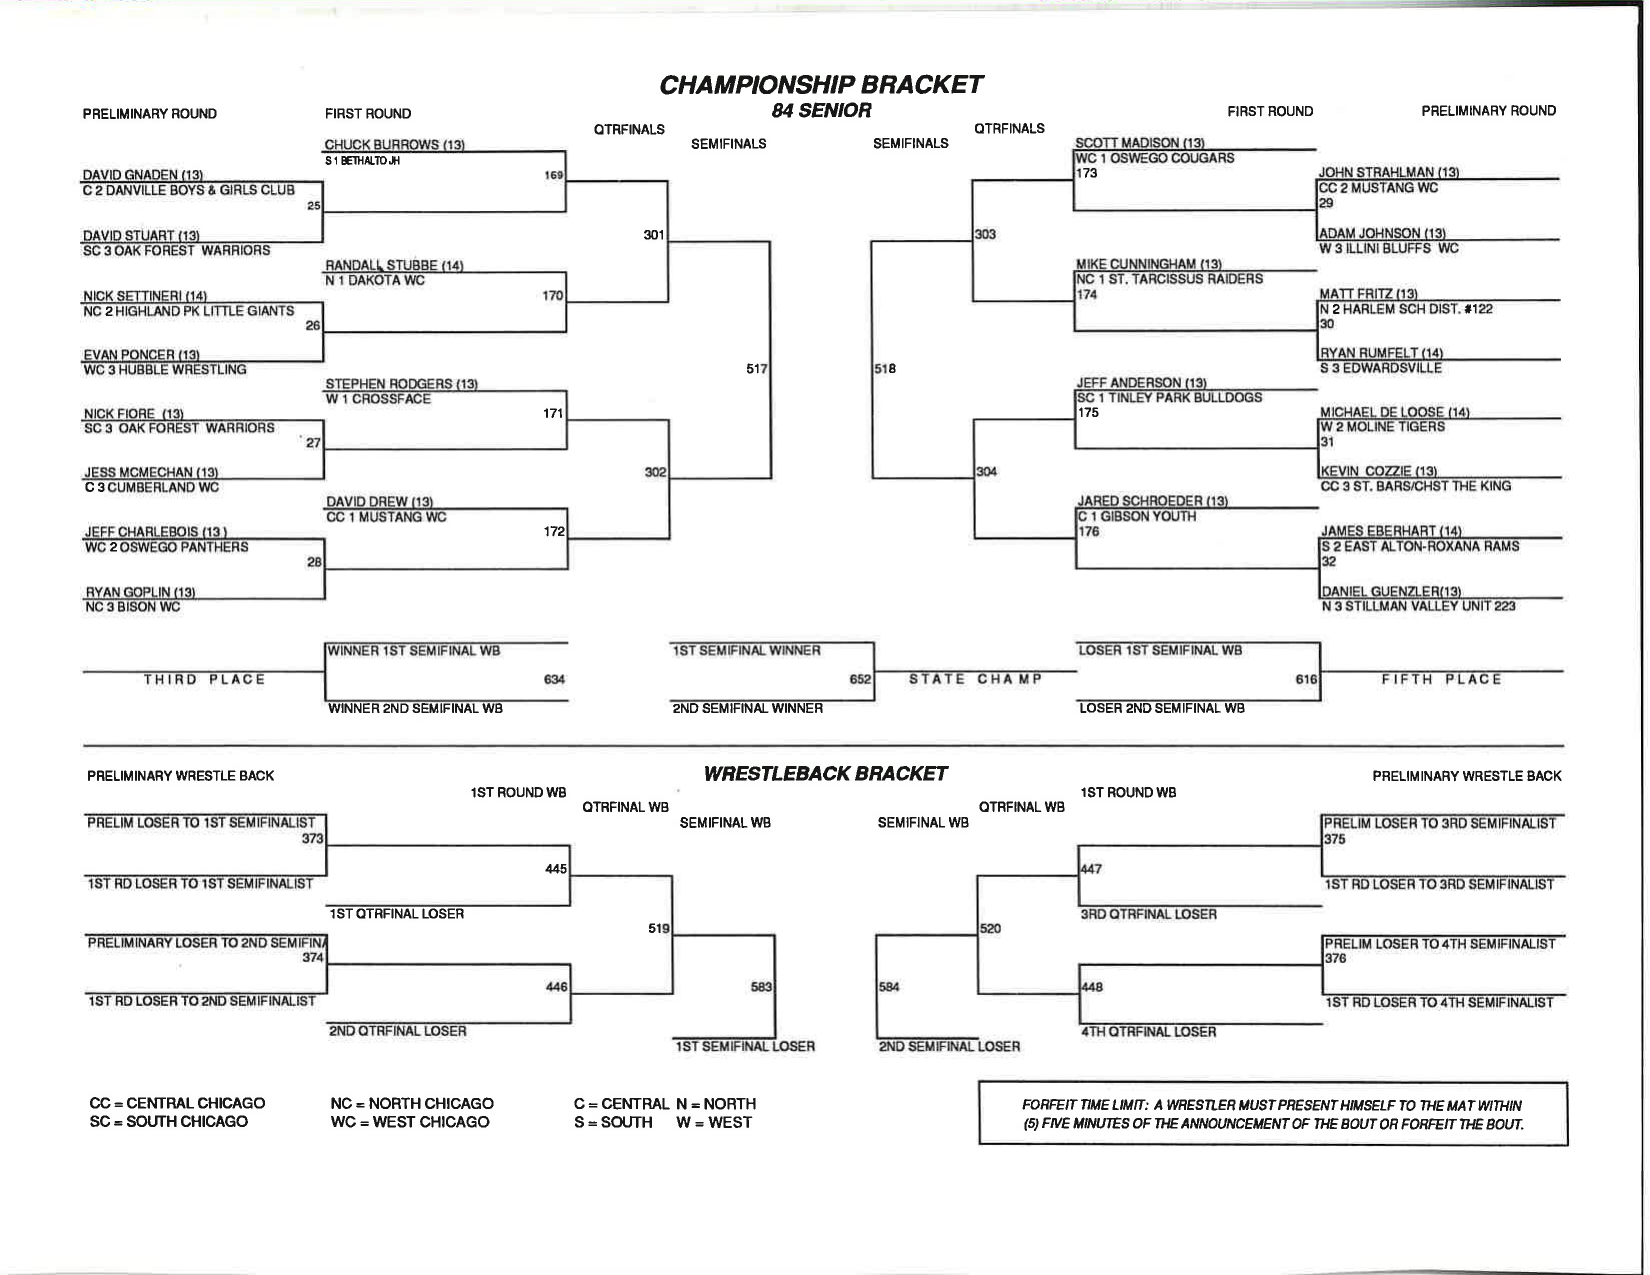 CHAMPIONSHIP BRACKET
84 SENIOR
PRELIMINARY ROUND
FIRST ROUND
QTRFINALS
SEMIFINALS
SEMIFINALS
QTRFINALS
FIRST ROUND
PRELIMINARY ROUND
CHUCK BURROWS (13)
S 1 BETHALTO JH
169
DAVID GNADEN (13)
C 2 DANVILLE BOYS & GIRLS CLUB
25
DAVID STUART (13)
SC 3 OAK FOREST WARRIORS
301
RANDALL STUBBE (14)
N 1 DAKOTA WC
170
NICK SETTINERI (14)
NC 2 HIGHLAND PK LITTLE GIANTS
26
EVAN PONCER (13)
WC 3 HUBBLE WRESTLING
517
STEPHEN RODGERS (13)
W 1 CROSSFACE
171
NICK FIORE (13)
SC 3 OAK FOREST WARRIORS
27
JESS MCMECHAN (13)
C 3 CUMBERLAND WC
302
DAVID DREW (13)
CC 1 MUSTANG WC
172
JEFF CHARLEBOIS (13)
WC 2 OSWEGO PANTHERS
28
RYAN GOPLIN (13)
NC 3 BISON WC
SCOTT MADISON (13)
WC 1 OSWEGO COUGARS
173
JOHN STRAHLMAN (13)
CC 2 MUSTANG WC
29
ADAM JOHNSON (13)
W 3 ILLINI BLUFFS WC
303
MIKE CUNNINGHAM (13)
NC 1 ST. TARCISSUS RAIDERS
174
MATT FRITZ (13)
N 2 HARLEM SCH DIST. #122
30
RYAN RUMFELT (14)
S 3 EDWARDSVILLE
518
JEFF ANDERSON (13)
SC 1 TINLEY PARK BULLDOGS
175
MICHAEL DE LOOSE (14)
W 2 MOLINE TIGERS
31
KEVIN COZZIE (13)
CC 3 ST. BARS/CHST THE KING
304
JARED SCHROEDER (13)
C 1 GIBSON YOUTH
176
JAMES EBERHART (14)
S 2 EAST ALTON-ROXANA RAMS
32
DANIEL GUENZLER(13)
N 3 STILLMAN VALLEY UNIT 223
WINNER 1ST SEMIFINAL WB
THIRD PLACE
634
WINNER 2ND SEMIFINAL WB
1ST SEMIFINAL WINNER
652
STATE CHAMP
2ND SEMIFINAL WINNER
LOSER 1ST SEMIFINAL WB
616
FIFTH PLACE
LOSER 2ND SEMIFINAL WB
WRESTLEBACK BRACKET
PRELIMINARY WRESTLE BACK
1ST ROUND WB
QTRFINAL WB
SEMIFINAL WB
SEMIFINAL WB
QTRFINAL WB
1ST ROUND WB
PRELIMINARY WRESTLE BACK
PRELIM LOSER TO 1ST SEMIFINALIST
373
445
1ST RD LOSER TO 1ST SEMIFINALIST
1ST QTRFINAL LOSER
519
PRELIMINARY LOSER TO 2ND SEMIFINA
374
446
583
1ST RD LOSER TO 2ND SEMIFINALIST
2ND QTRFINAL LOSER
1ST SEMIFINAL LOSER
PRELIM LOSER TO 3RD SEMIFINALIST
375
447
1ST RD LOSER TO 3RD SEMIFINALIST
3RD QTRFINAL LOSER
520
PRELIM LOSER TO 4TH SEMIFINALIST
376
584
448
1ST RD LOSER TO 4TH SEMIFINALIST
4TH QTRFINAL LOSER
2ND SEMIFINAL LOSER
CC = CENTRAL CHICAGO
NC = NORTH CHICAGO
C = CENTRAL N = NORTH
SC = SOUTH CHICAGO
WC = WEST CHICAGO
S = SOUTH W = WEST
FORFEIT TIME LIMIT: A WRESTLER MUST PRESENT HIMSELF TO THE MAT WITHIN
(5) FIVE MINUTES OF THE ANNOUNCEMENT OF THE BOUT OR FORFEIT THE BOUT.